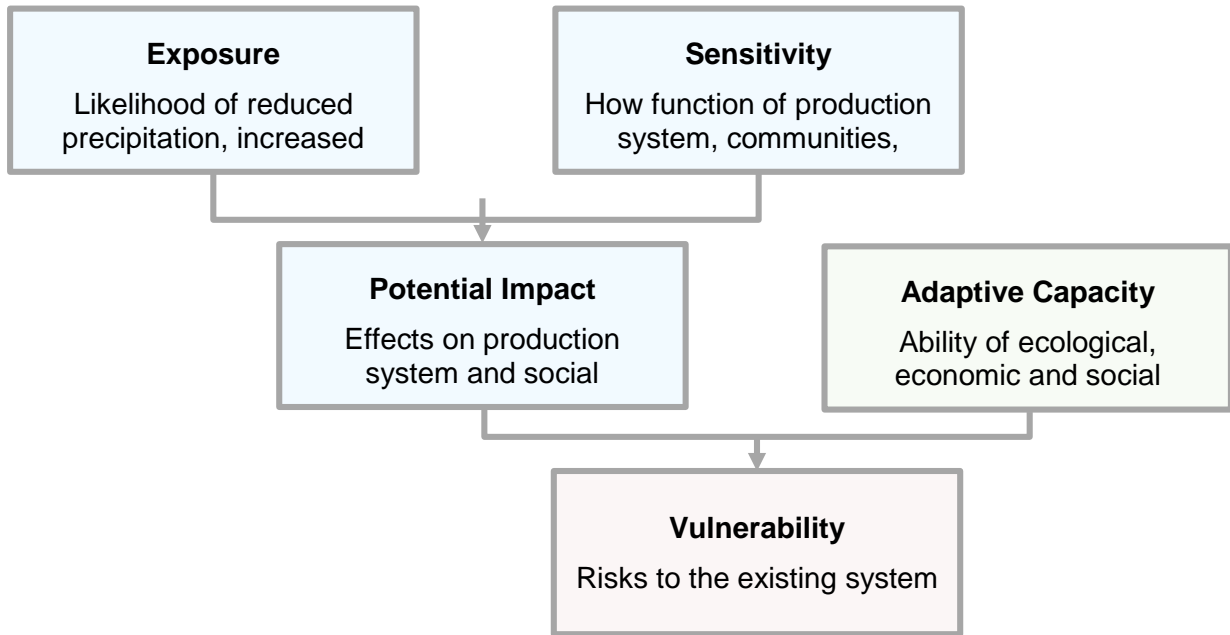 Exposure
Likelihood of reduced
precipitation, increased
Sensitivity
How function of production
system, communities,
Potential Impact
Effects on production
system and social
Adaptive Capacity
Ability of ecological,
economic and social
Vulnerability
Risks to the existing system